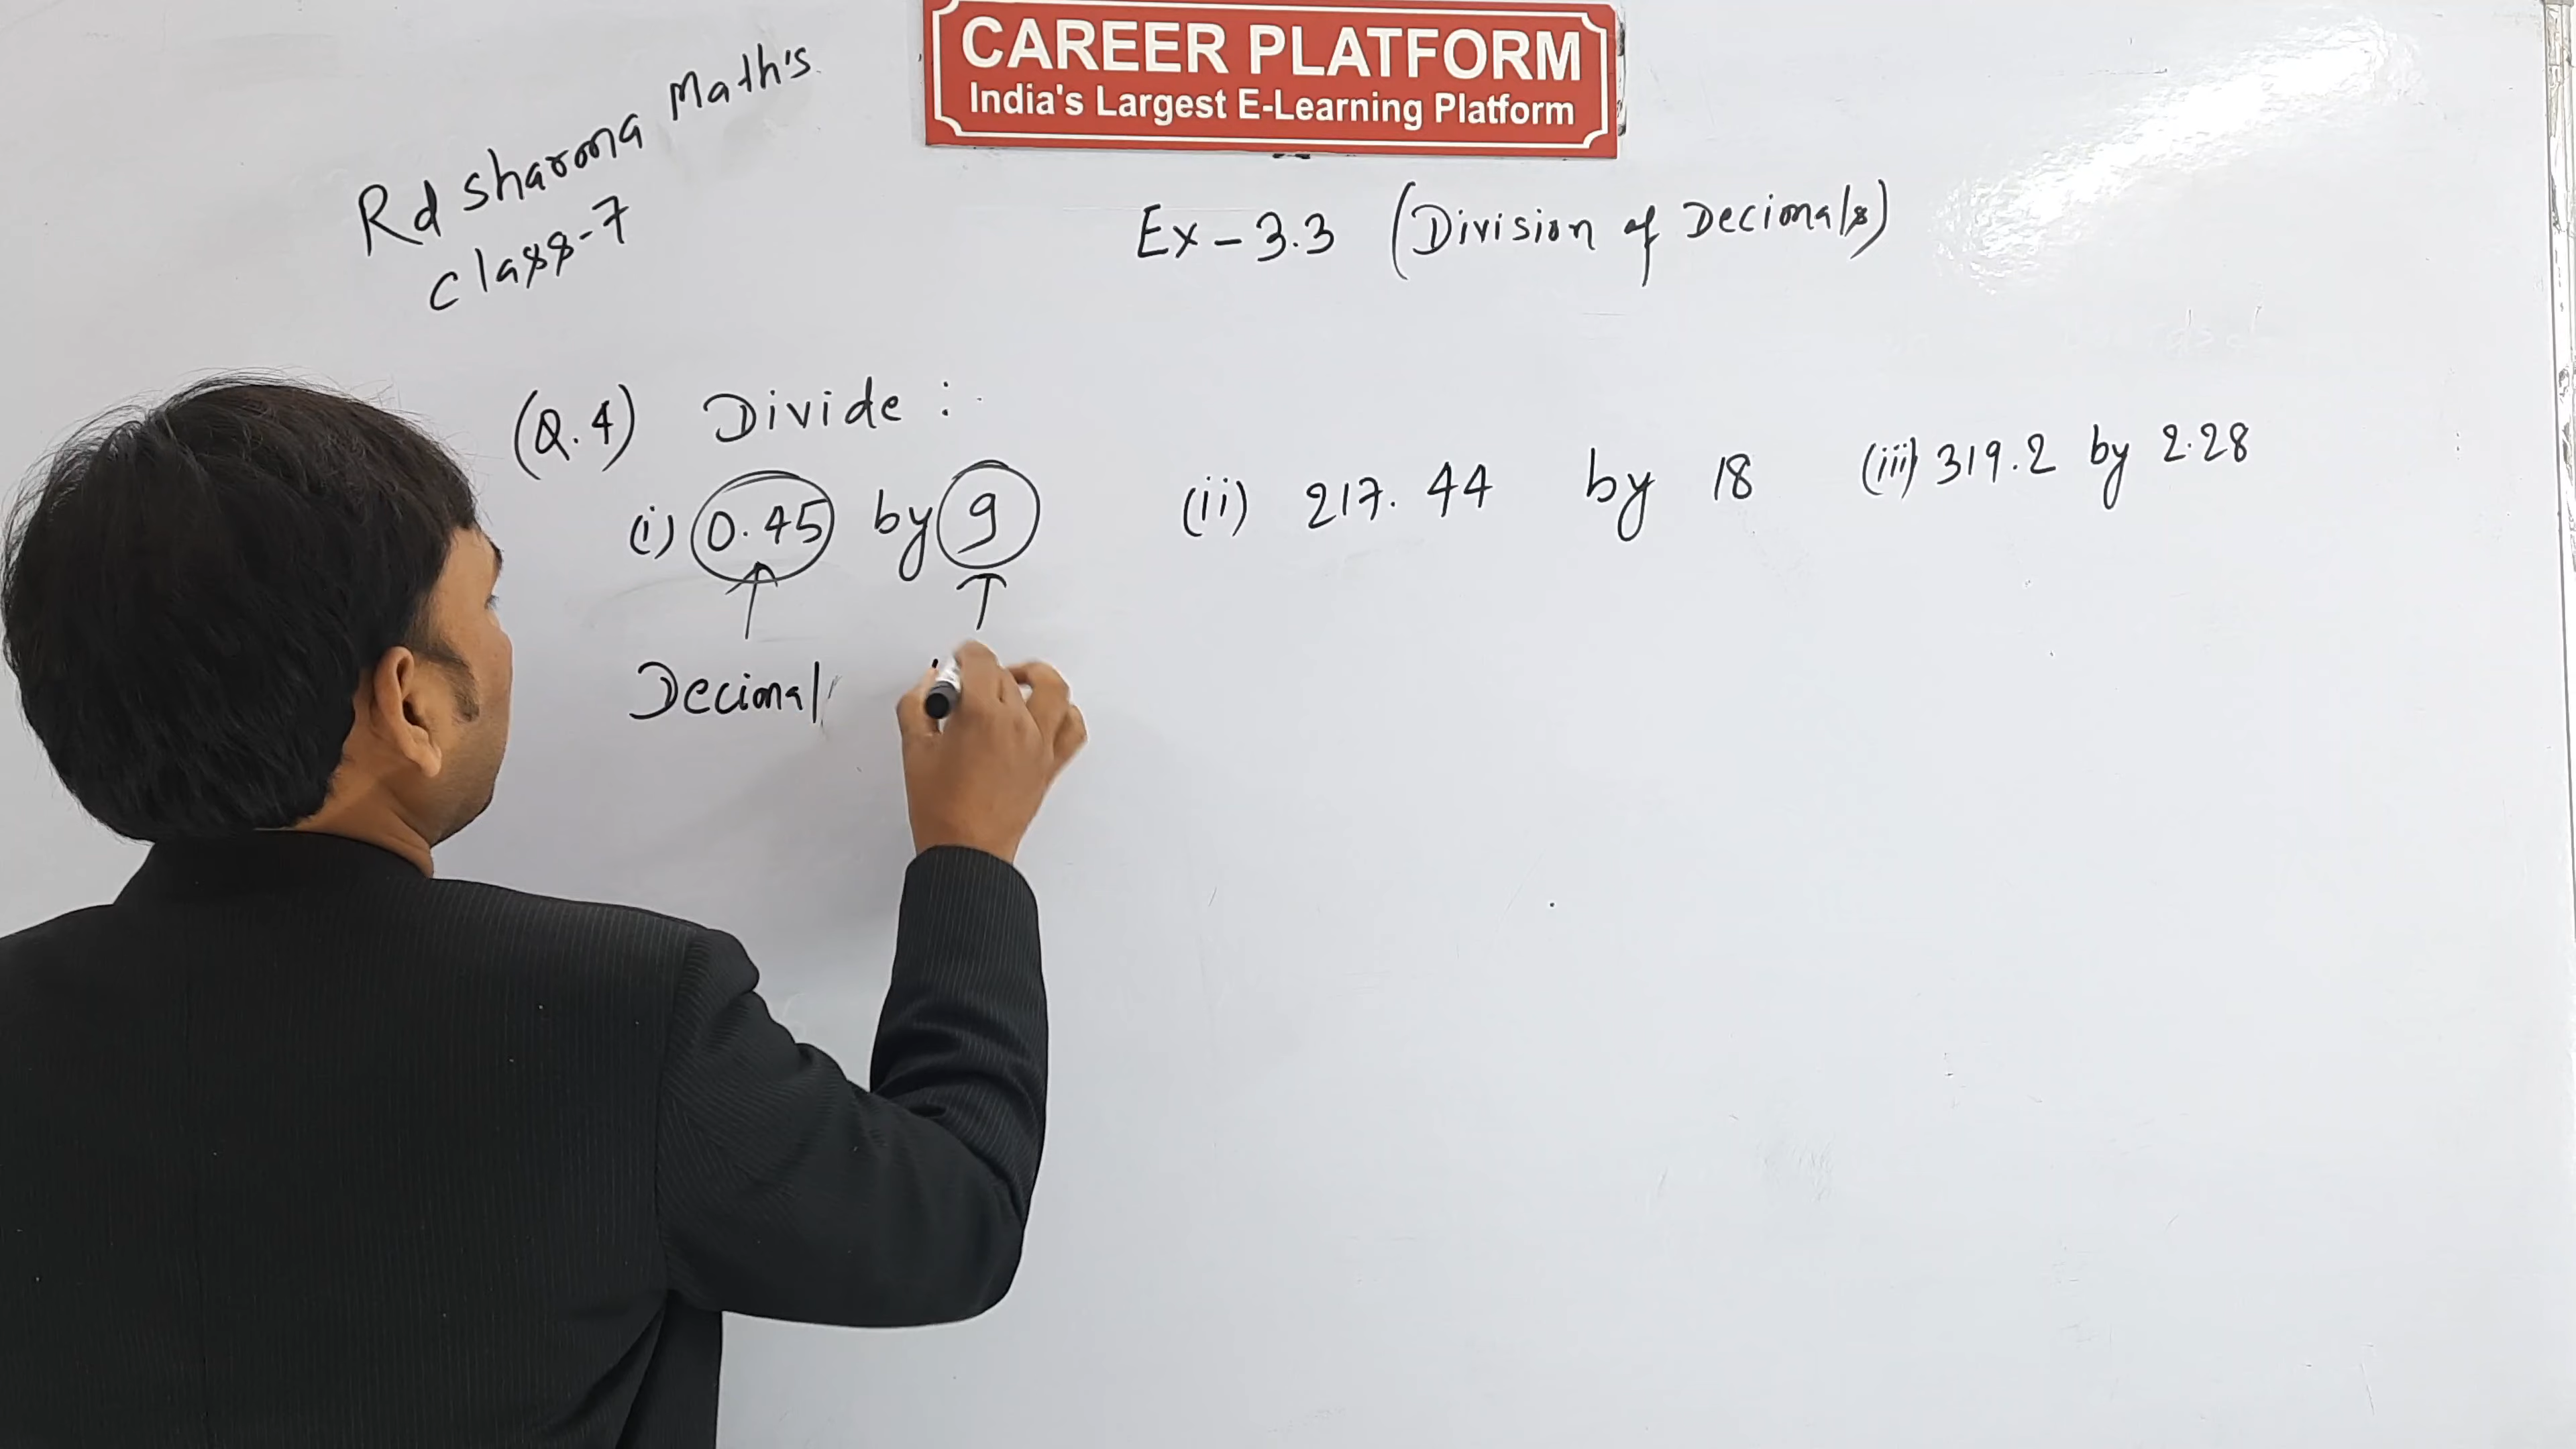 CAREER PLATFORM
India's Largest E-Learning Platform
Rd Sharma Math's
Class-7
Ex-3.3 (Division of Decimals)
(Q.4) Divide:
(i) 0.45 by 9 (ii) 217.44 by 18 (iii) 319.2 by 2.28
Decimal